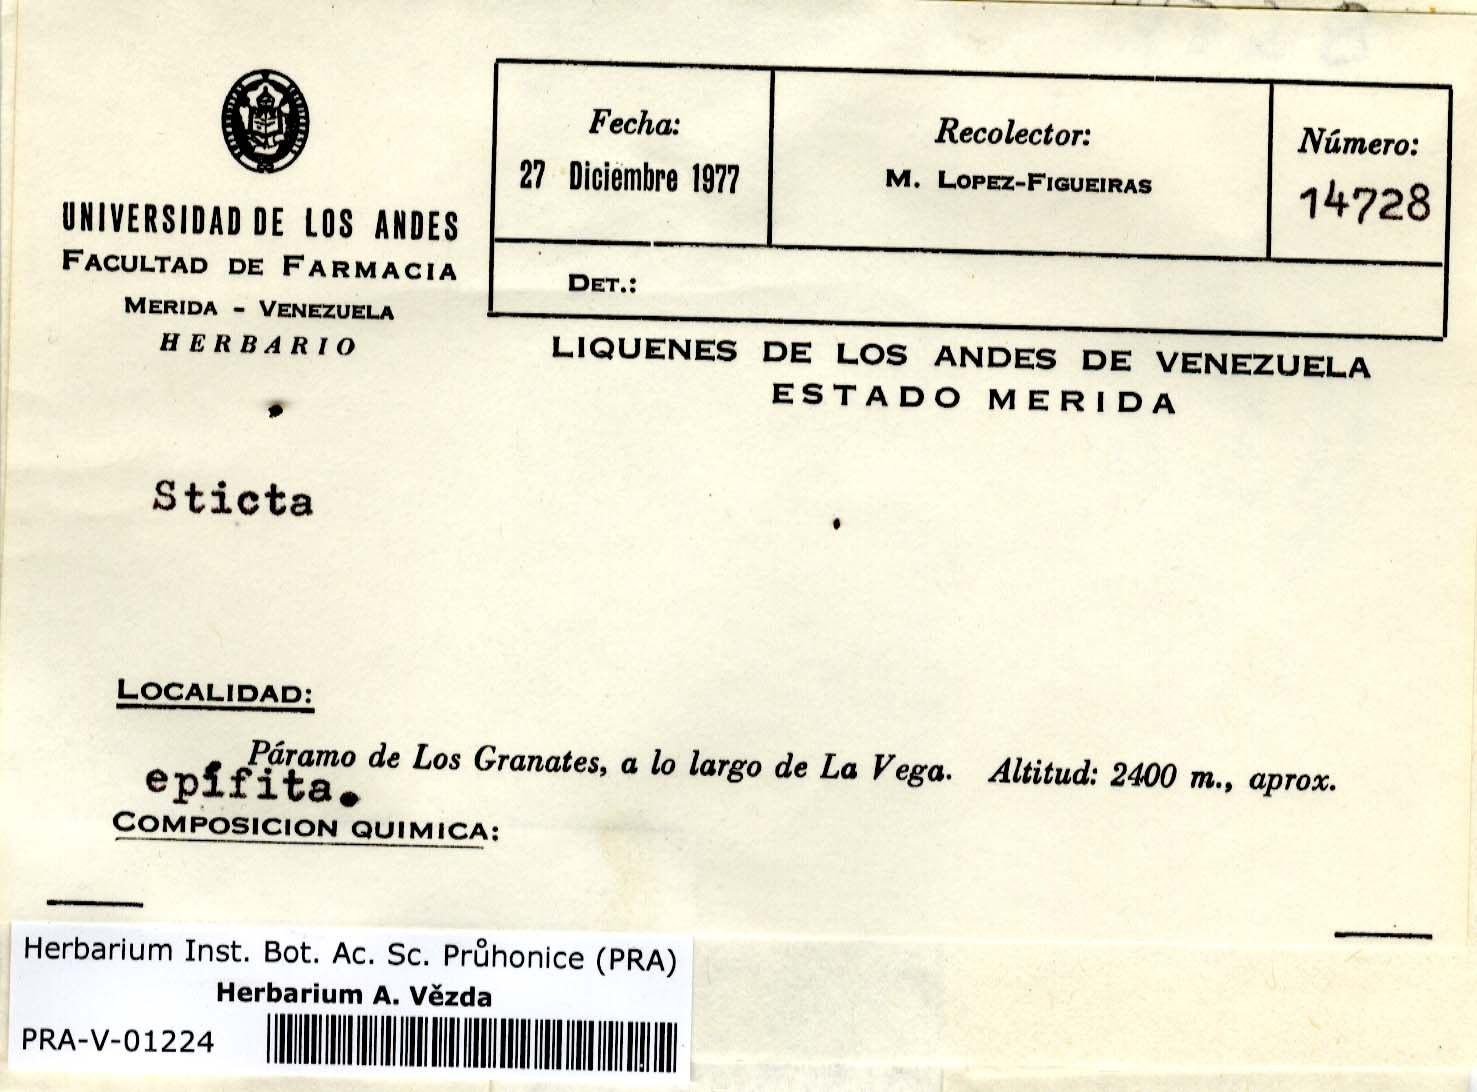 UNIVERSIDAD DE LOS ANDES
FACULTAD DE FARMACIA
MERIDA - VENEZUELA
HERBARIO
Fecha:
27 Diciembre 1977
Recolector:
M. LOPEZ-FIGUEIRAS
Número:
14728
DET.:
LIQUENES DE LOS ANDES DE VENEZUELA
ESTADO MERIDA
Sticta
LOCALIDAD:
Páramo de Los Granates, a lo largo de La Vega. Altitud: 2400 m., aprox.
epífita.
COMPOSICION QUIMICA:
Herbarium Inst. Bot. Ac. Sc. Průhonice (PRA)
Herbarium A. Vězda
PRA-V-01224